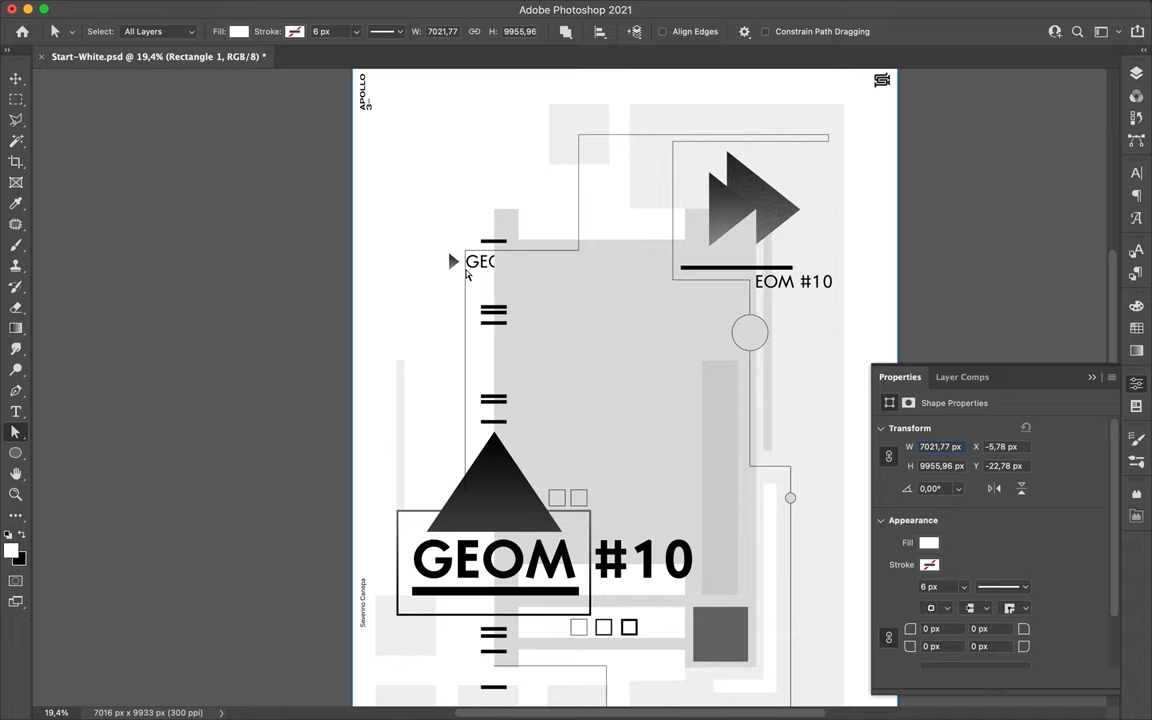 Adobe Photoshop 2021
Select: All Layers Fill: Stroke: 6 px W: 7021,77 H: 9955,96 Align Edges Constrain Path Dragging
Start-White.psd @ 19,4% (Rectangle 1, RGB/8) *
APOLLO
3–
GEO
EOM #10
GEOM #10
Severino Canepa
Properties Layer Comps
Shape Properties
Transform
W 7021,77 px X -5,78 px
H 9955,96 px Y -22,78 px
0,00°
Appearance
Fill
Stroke
6 px
0 px 0 px
0 px 0 px
19,4% 7016 px x 9933 px (300 ppi)